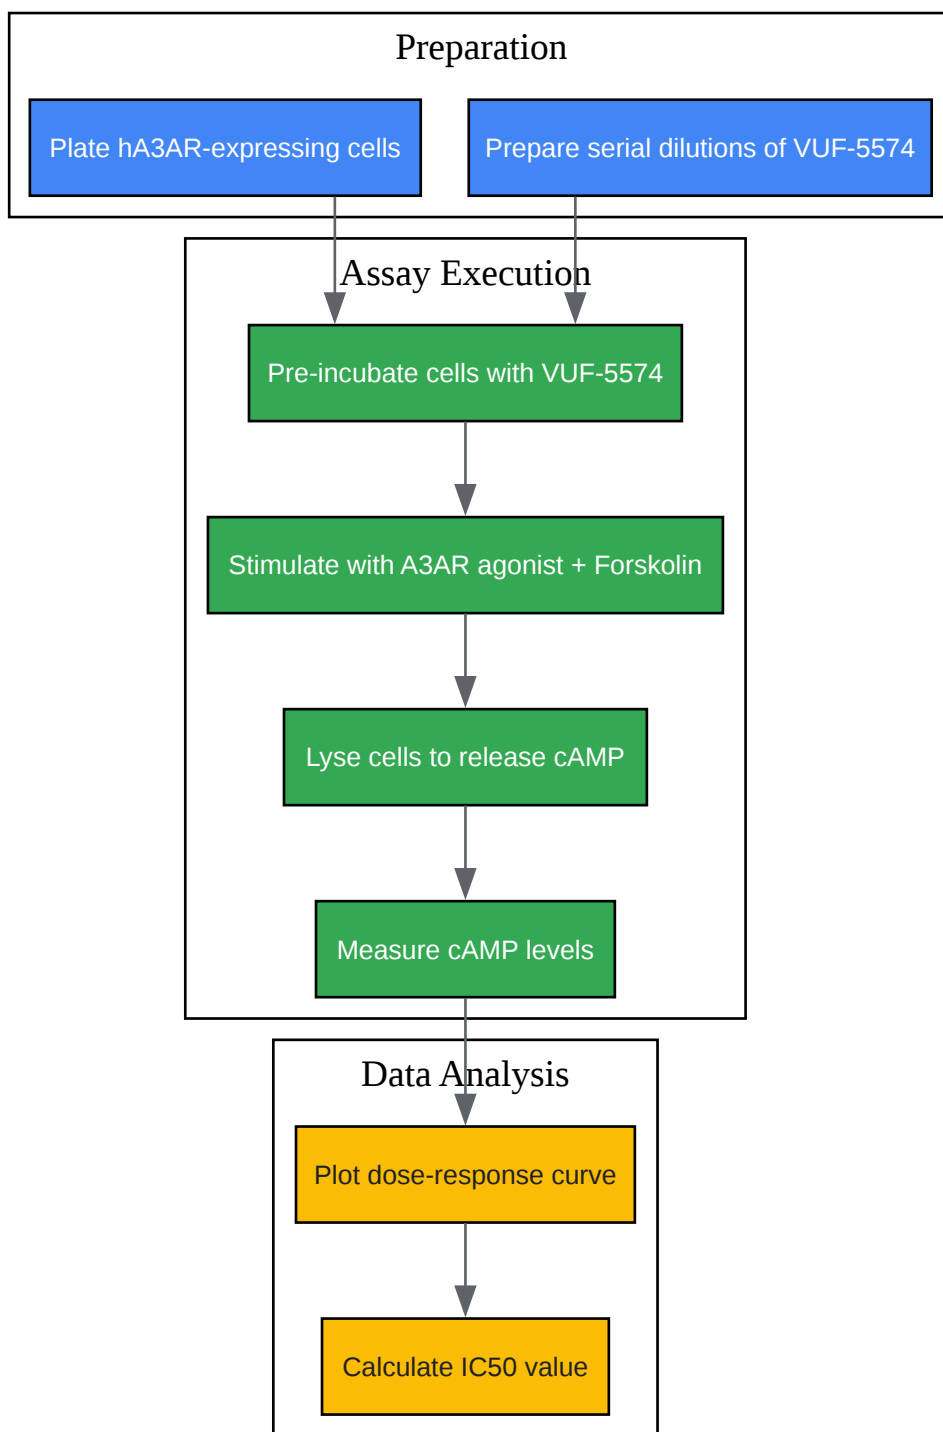 Preparation
Plate hA3AR-expressing cells
Prepare serial dilutions of VUF-5574
Assay Execution
Pre-incubate cells with VUF-5574
Stimulate with A3AR agonist + Forskolin
Lyse cells to release cAMP
Measure cAMP levels
Data Analysis
Plot dose-response curve
Calculate IC50 value